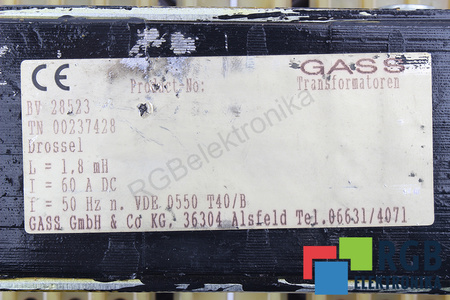 CE
Product-No:
GASS
Transformatoren
BV 28523
TN 00237428
Drossel
L = 1,8 mH
I = 60 A DC
f = 50 Hz n. VDE 0550 T40/B
GASS GmbH & Co KG, 36304 Alsfeld Tel.06631/4071
RGBelektronika
RGB
ELEKTRONIKA